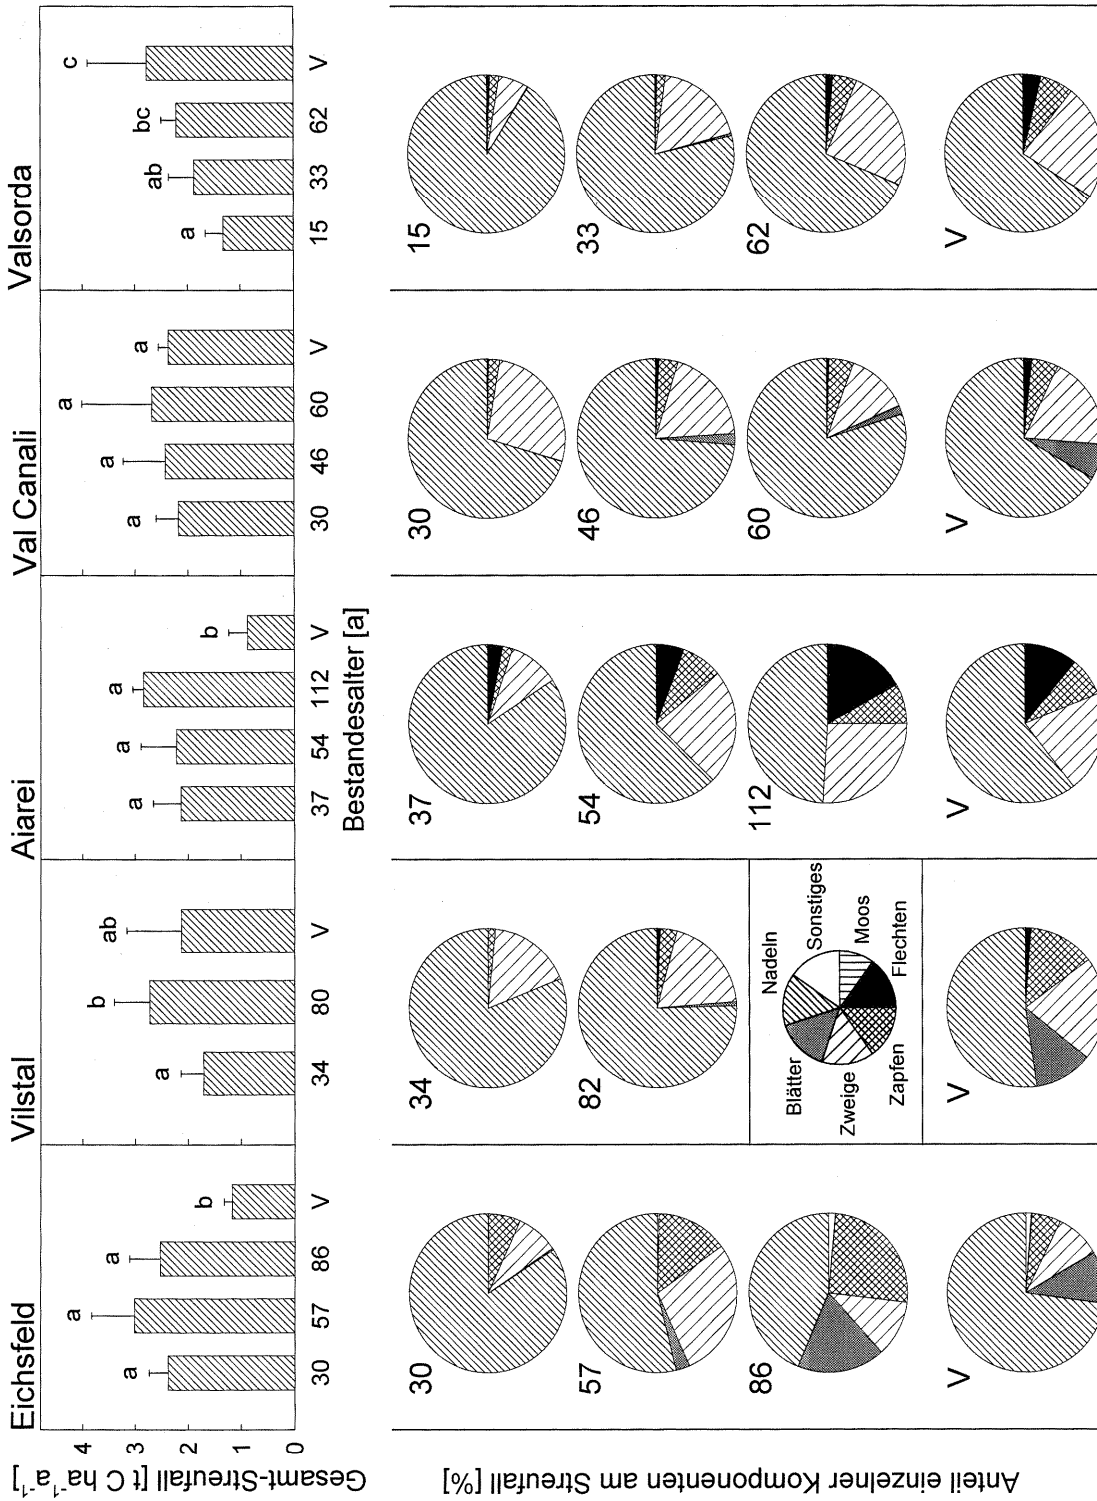 Eichsfeld
Vilstal
Aiarei
Val Canali
Valsorda
Gesamt-Streufall [t C ha⁻¹a⁻¹]
4
3
2
1
0
a
a
a
b
a
b
ab
a
a
a
b
a
a
a
a
a
ab
bc
c
30
57
86
V
34
80
V
37
54
112
V
30
46
60
V
15
33
62
V
Bestandesalter [a]
Anteil einzelner Komponenten am Streufall [%]
30
34
37
30
15
57
82
54
46
33
86
112
60
62
Blätter
Nadeln
Sonstiges
Zweige
Moos
Zapfen
Flechten
V
V
V
V
V